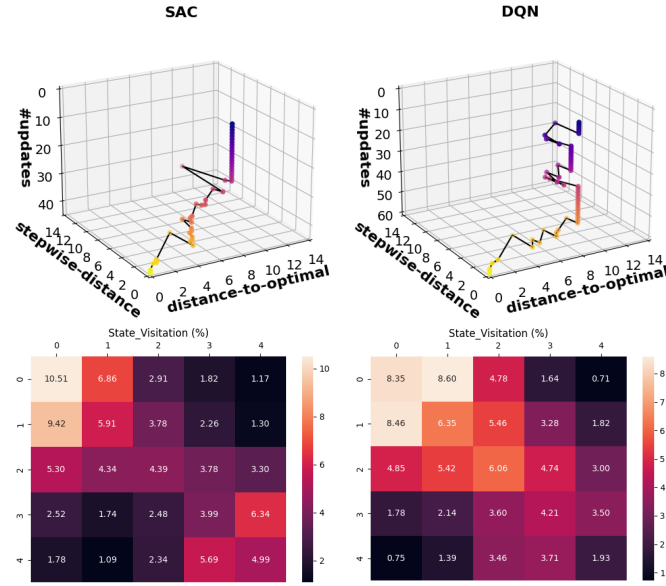 SAC
DQN
0
10
20
30
40
#updates
14
12
10
8
6
4
2
0
stepwise-distance
0
2
4
6
8
10
12
14
distance-to-optimal
0
10
20
30
40
50
60
#updates
14
12
10
8
6
4
2
0
stepwise-distance
0
2
4
6
8
10
12
14
distance-to-optimal
State_Visitation (%)
0 1 2 3 4
0 10.51 6.86 2.91 1.82 1.17
1 9.42 5.91 3.78 2.26 1.30
2 5.30 4.34 4.39 3.78 3.30
3 2.52 1.74 2.48 3.99 6.34
4 1.78 1.09 2.34 5.69 4.99
10
8
6
4
2
State_Visitation (%)
0 1 2 3 4
0 8.35 8.60 4.78 1.64 0.71
1 8.46 6.35 5.46 3.28 1.82
2 4.85 5.42 6.06 4.74 3.00
3 1.78 2.14 3.60 4.21 3.50
4 0.75 1.39 3.46 3.71 1.93
8
7
6
5
4
3
2
1